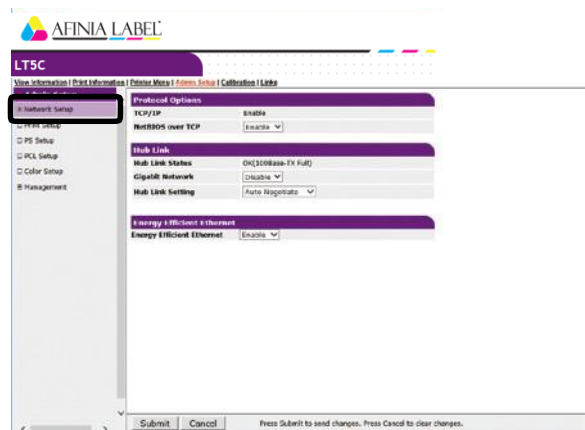 AFINIA LABEL
LT5C
View Information | Print Information | Printer Menu | Admin Setup | Calibration | Links
Network Setup
Print Setup
PS Setup
PCL Setup
Color Setup
Management
Protocol Options
TCP/IP Enable
NetBIOS over TCP Enable
Hub Link
Hub Link Status OK(100Base-TX Full)
Gigabit Network Disable
Hub Link Setting Auto Negotiate
Energy Efficient Ethernet
Energy Efficient Ethernet Enable
Submit Cancel Press Submit to send changes. Press Cancel to clear changes.